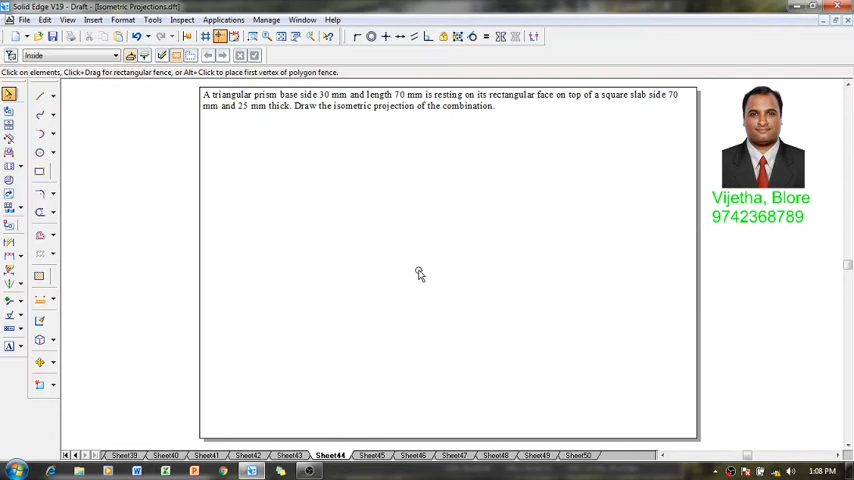 Solid Edge V19 - Draft - [Isometric Projections.dft]
File Edit View Insert Format Tools Inspect Applications Manage Window Help
Inside
Click on elements, Click+Drag for rectangular fence, or Alt+Click to place first vertex of polygon fence.
A triangular prism base side 30 mm and length 70 mm is resting on its rectangular face on top of a square slab side 70
mm and 25 mm thick. Draw the isometric projection of the combination.
Vijetha, Blore
9742368789
Sheet39 Sheet40 Sheet41 Sheet42 Sheet43 Sheet44 Sheet45 Sheet46 Sheet47 Sheet48 Sheet49 Sheet50
1:08 PM